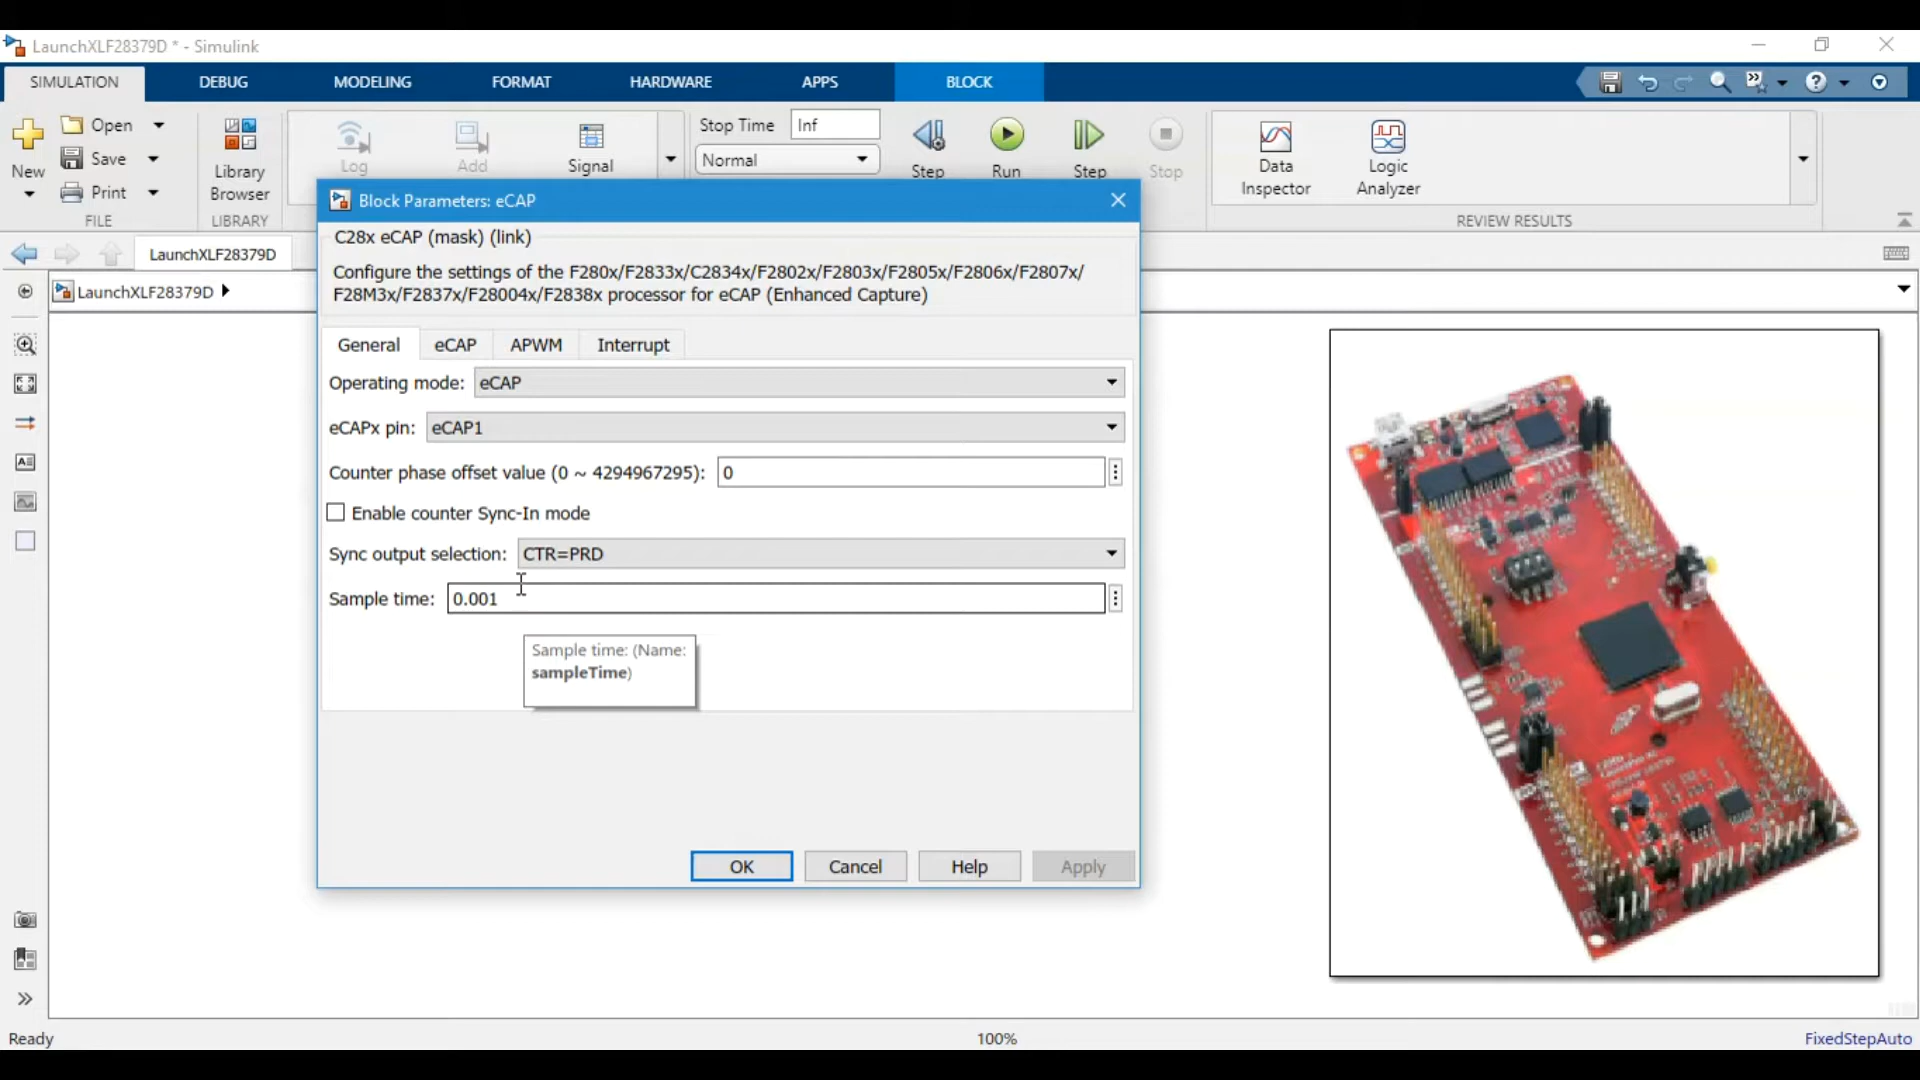 LaunchXLF28379D * - Simulink
SIMULATION DEBUG MODELING FORMAT HARDWARE APPS BLOCK
New
Open
Save
Print
FILE
Library
Browser
LIBRARY
Log
Add
Signal
Stop Time Inf
Normal
Step
Run
Step
Stop
Data
Inspector
Logic
Analyzer
REVIEW RESULTS
LaunchXLF28379D
LaunchXLF28379D
Block Parameters: eCAP
C28x eCAP (mask) (link)
Configure the settings of the F280x/F2833x/C2834x/F2802x/F2803x/F2805x/F2806x/F2807x/
F28M3x/F2837x/F28004x/F2838x processor for eCAP (Enhanced Capture)
General eCAP APWM Interrupt
Operating mode: eCAP
eCAPx pin: eCAP1
Counter phase offset value (0 ~ 4294967295): 0
Enable counter Sync-In mode
Sync output selection: CTR=PRD
Sample time: 0.001
Sample time: (Name:
sampleTime)
OK Cancel Help Apply
Ready 100% FixedStepAuto